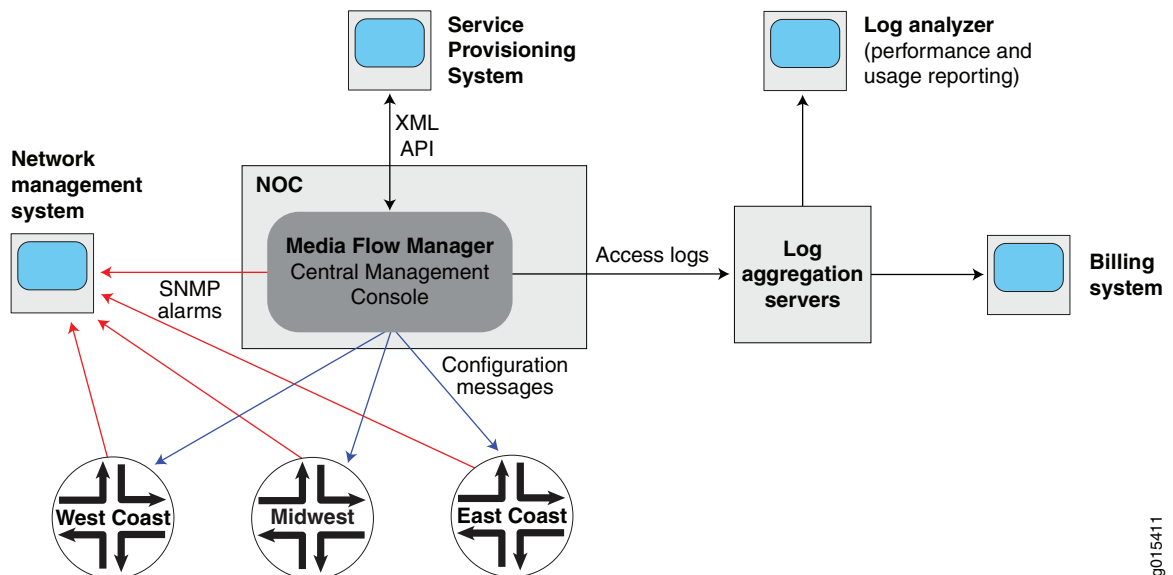 Service
Provisioning
System
Log analyzer
(performance and
usage reporting)
XML
API
Network
management
system
NOC
Media Flow Manager
Central Management
Console
Access logs
Log
aggregation
servers
Billing
system
SNMP
alarms
Configuration
messages
West Coast
Midwest
East Coast
g015411